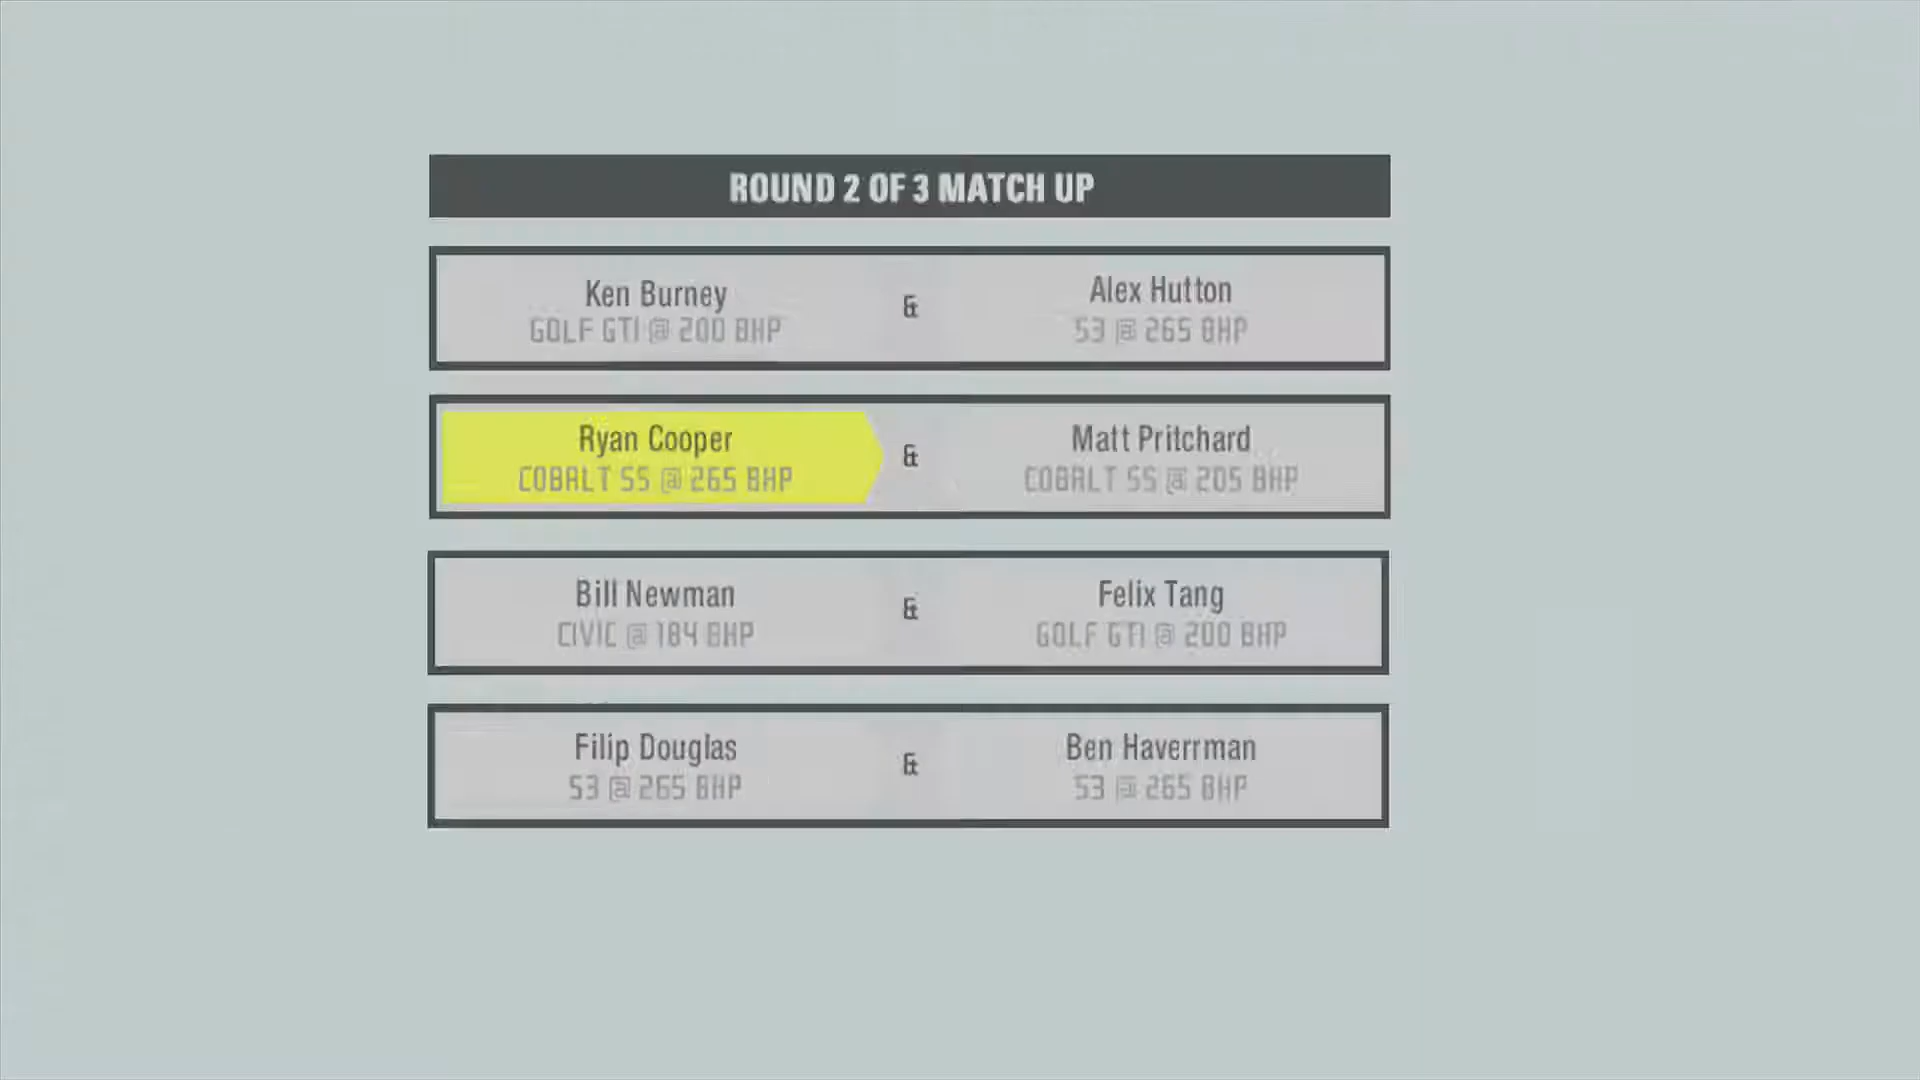 ROUND 2 OF 3 MATCH UP
Ken Burney & Alex Hutton
GOLF GTI @ 200 BHP S3 @ 265 BHP
Ryan Cooper & Matt Pritchard
COBALT SS @ 265 BHP COBALT SS @ 205 BHP
Bill Newman & Felix Tang
CIVIC @ 184 BHP GOLF GTI @ 200 BHP
Filip Douglas & Ben Haverrman
S3 @ 265 BHP S3 @ 265 BHP